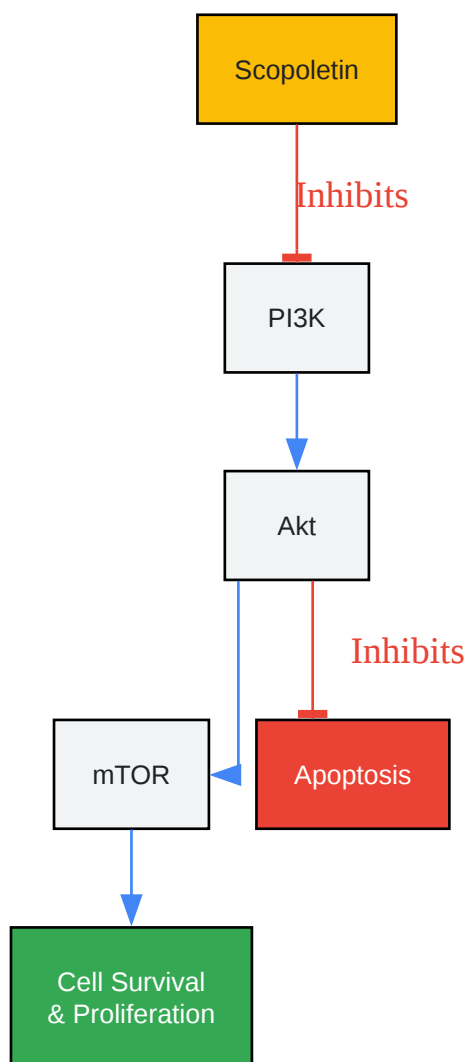 Scopoletin
Inhibits
PI3K
Akt
Inhibits
mTOR
Apoptosis
Cell Survival
& Proliferation